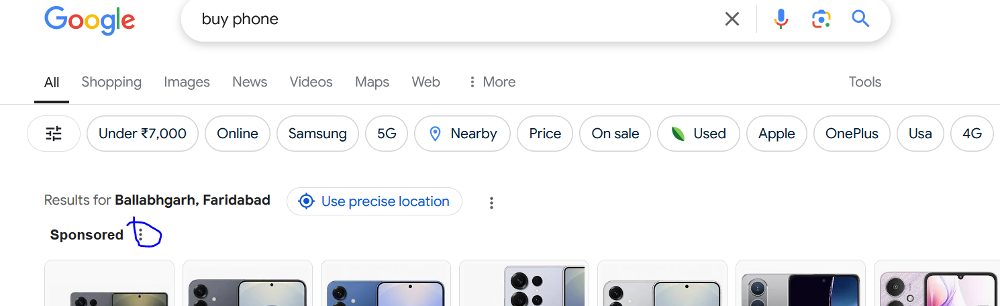 Google buy phone
All Shopping Images News Videos Maps Web More Tools
Under ₹7,000 Online Samsung 5G Nearby Price On sale Used Apple OnePlus Usa 4G
Results for Ballabhgarh, Faridabad Use precise location
Sponsored